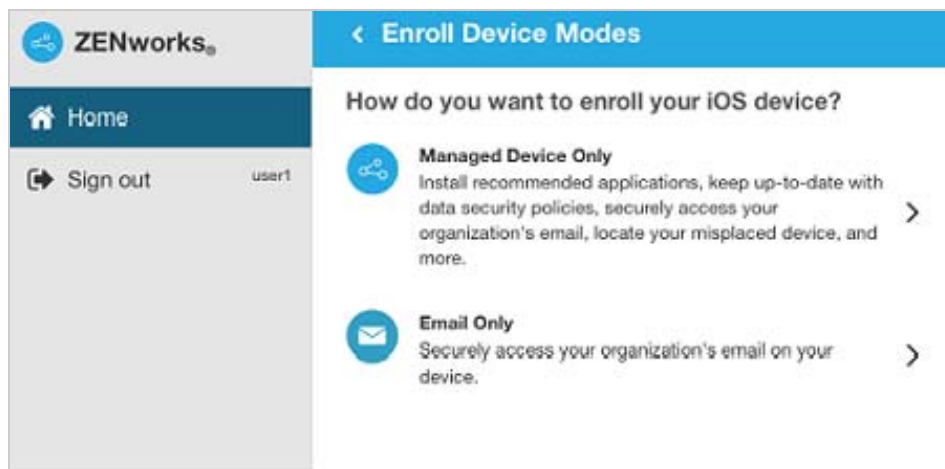 ZENworks®
Home
Sign out
user1
Enroll Device Modes
How do you want to enroll your iOS device?
Managed Device Only
Install recommended applications, keep up-to-date with
data security policies, securely access your
organization's email, locate your misplaced device, and
more.
Email Only
Securely access your organization's email on your
device.